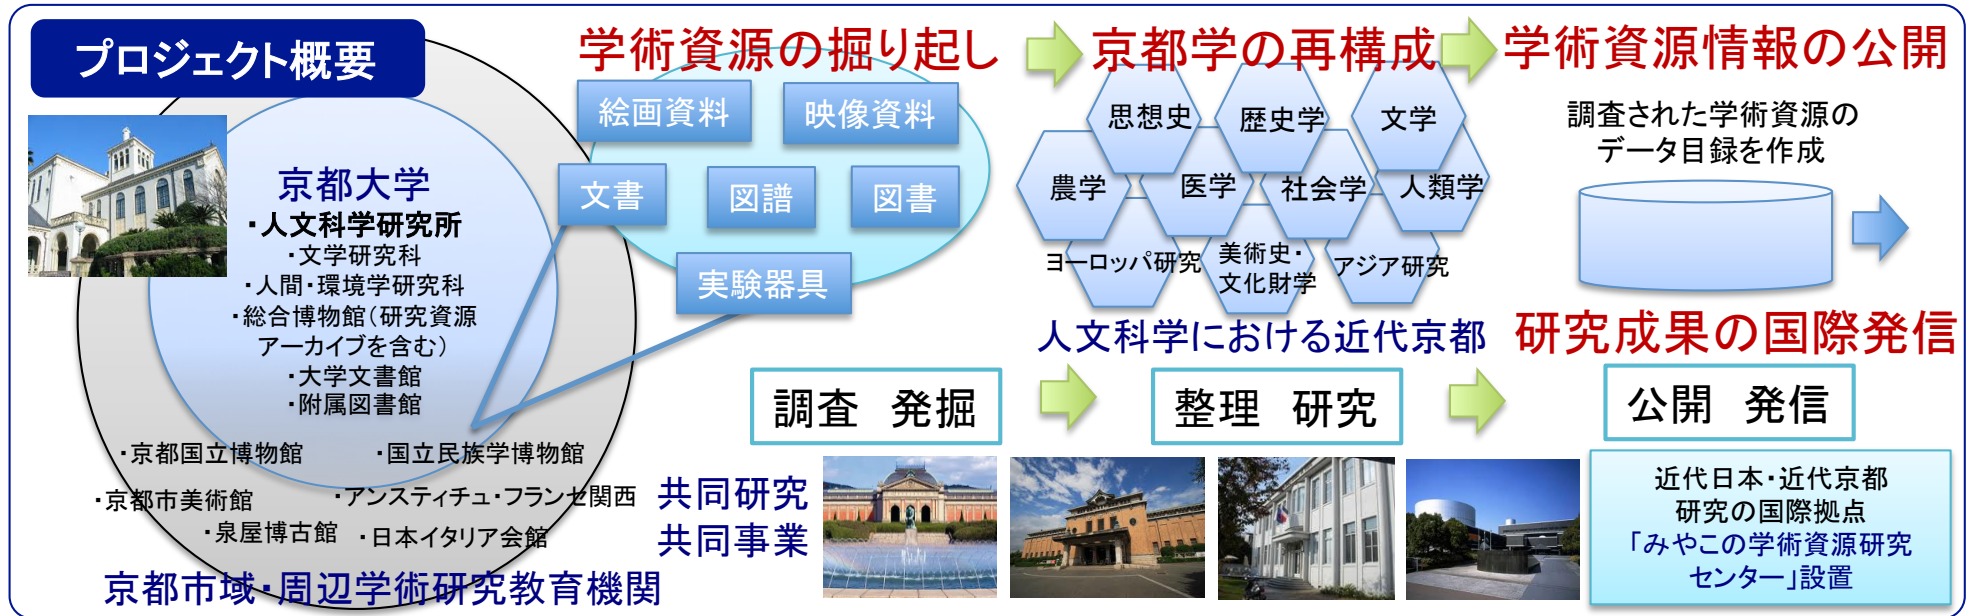 プロジェクト概要
京都大学
・人文科学研究所
・文学研究科
・人間・環境学研究科
・総合博物館（研究資源
アーカイブを含む）
・大学文書館
・附属図書館
・京都国立博物館
・国立民族学博物館
・京都市美術館
・アンスティチュ・フランセ関西
・泉屋博古館
・日本イタリア会館
京都市域・周辺学術研究教育機関
学術資源の掘り起し
絵画資料
映像資料
文書
図譜
図書
実験器具
調査　発掘
共同研究
共同事業
京都学の再構成
思想史
歴史学
文学
農学
医学
社会学
人類学
ヨーロッパ研究
美術史・
文化財学
アジア研究
人文科学における近代京都
整理　研究
学術資源情報の公開
調査された学術資源の
データ目録を作成
研究成果の国際発信
公開　発信
近代日本・近代京都
研究の国際拠点
「みやこの学術資源研究
センター」設置